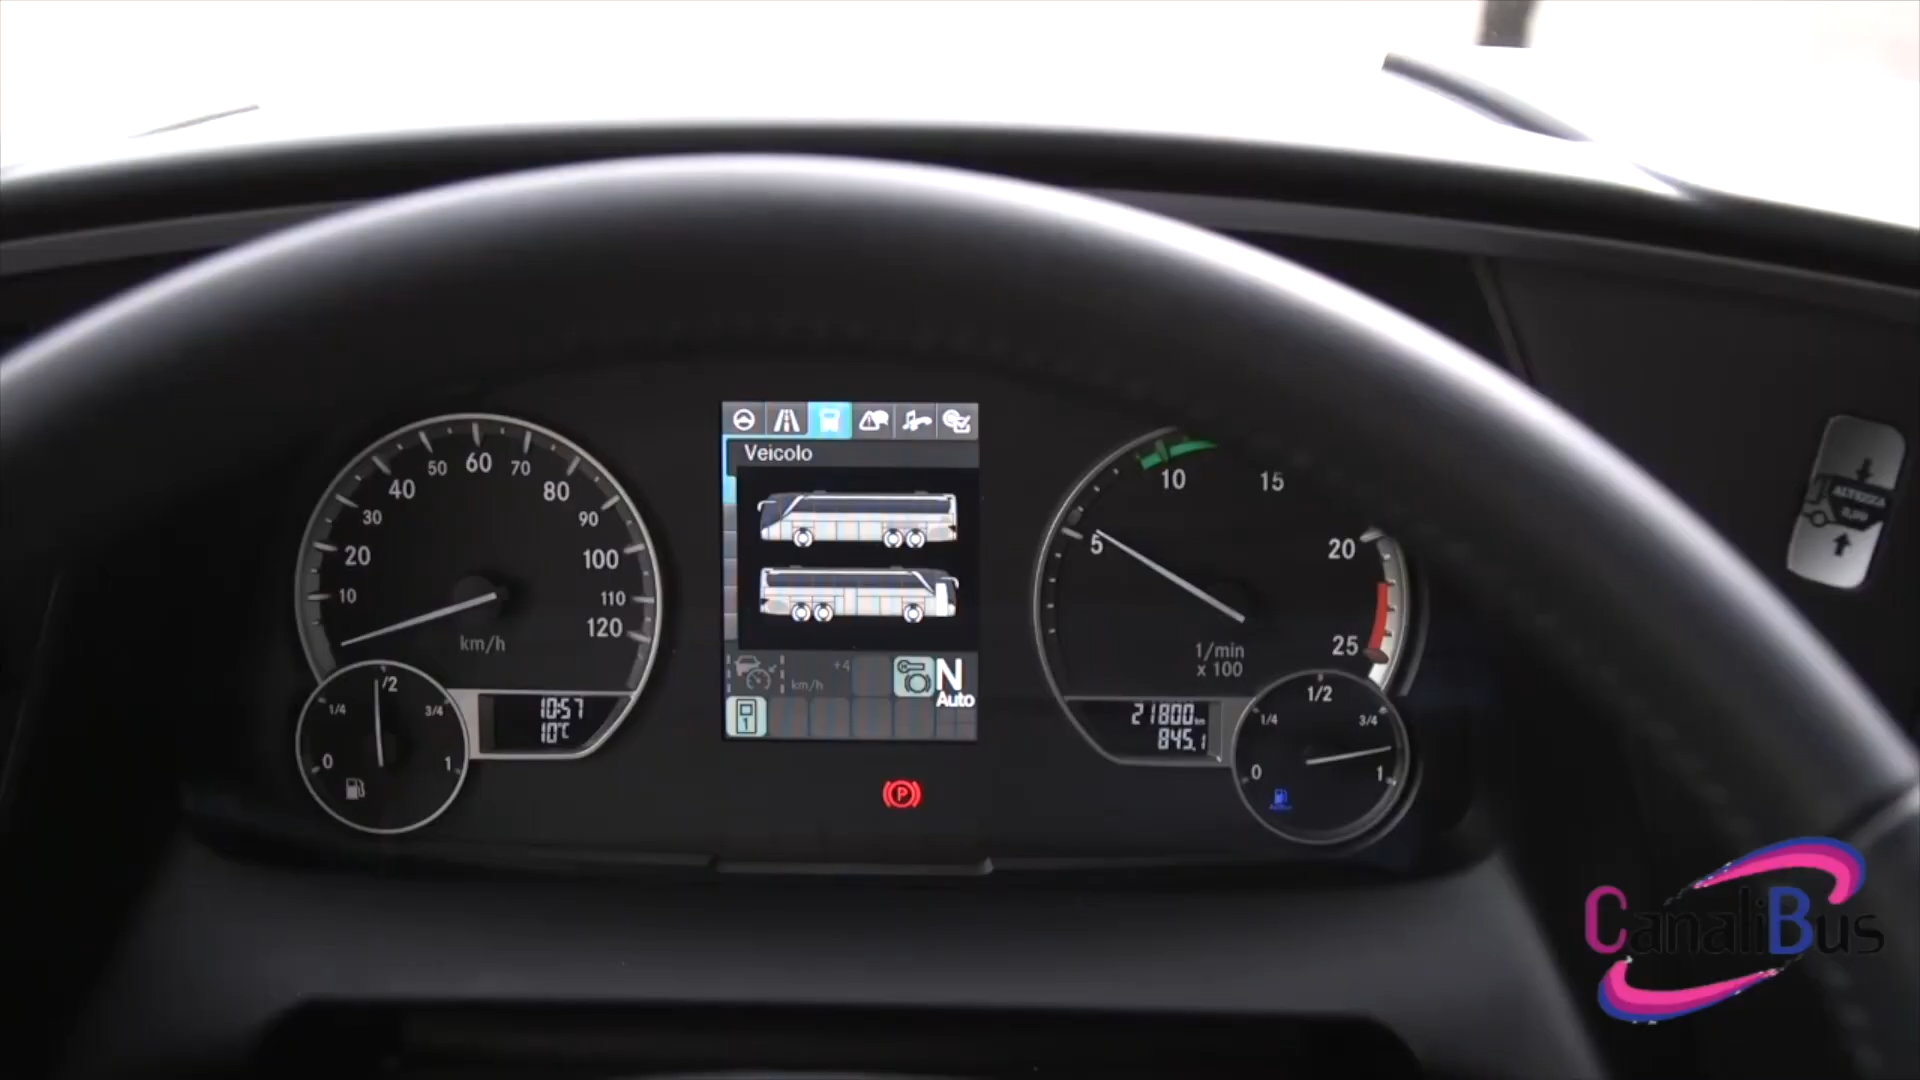 10
20
30
40
50
60
70
80
90
100
110
120
km/h
0
1/4
1/2
3/4
1
10:57
10°C
Veicolo
+4
km/h
N
Auto
1
P
5
10
15
20
25
1/min
x 100
21800 km
845.1
0
1/4
1/2
3/4
1
ALTEZZA
CanaliBus